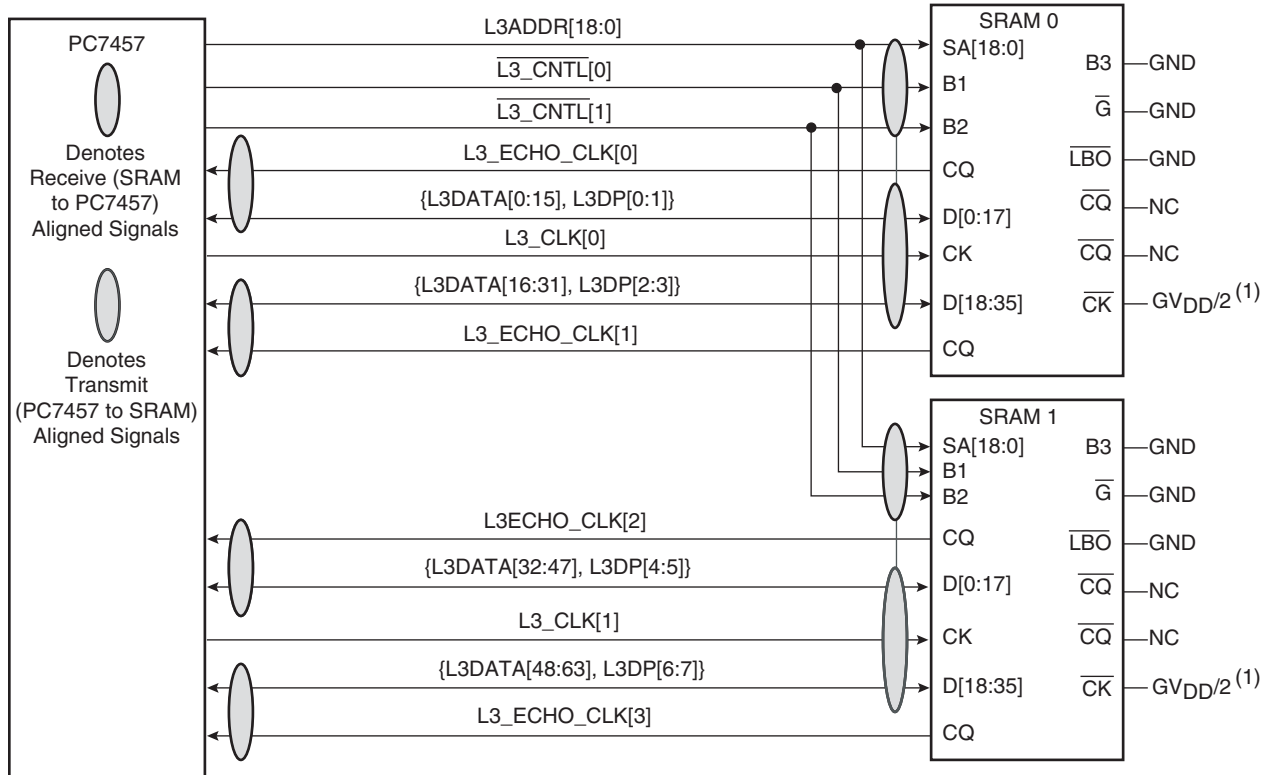 PC7457
Denotes
Receive (SRAM
to PC7457)
Aligned Signals
Denotes
Transmit
(PC7457 to SRAM)
Aligned Signals
L3ADDR[18:0]
L3_CNTL[0]
L3_CNTL[1]
L3_ECHO_CLK[0]
{L3DATA[0:15], L3DP[0:1]}
L3_CLK[0]
{L3DATA[16:31], L3DP[2:3]}
L3_ECHO_CLK[1]
SRAM 0
SA[18:0]
B1
B2
CQ
D[0:17]
CK
D[18:35]
CQ
B3 GND
G GND
LBO GND
CQ NC
CQ NC
CK GVDD/2 (1)
L3ECHO_CLK[2]
{L3DATA[32:47], L3DP[4:5]}
L3_CLK[1]
{L3DATA[48:63], L3DP[6:7]}
L3_ECHO_CLK[3]
SRAM 1
SA[18:0]
B1
B2
CQ
D[0:17]
CK
D[18:35]
CQ
B3 GND
G GND
LBO GND
CQ NC
CQ NC
CK GVDD/2 (1)